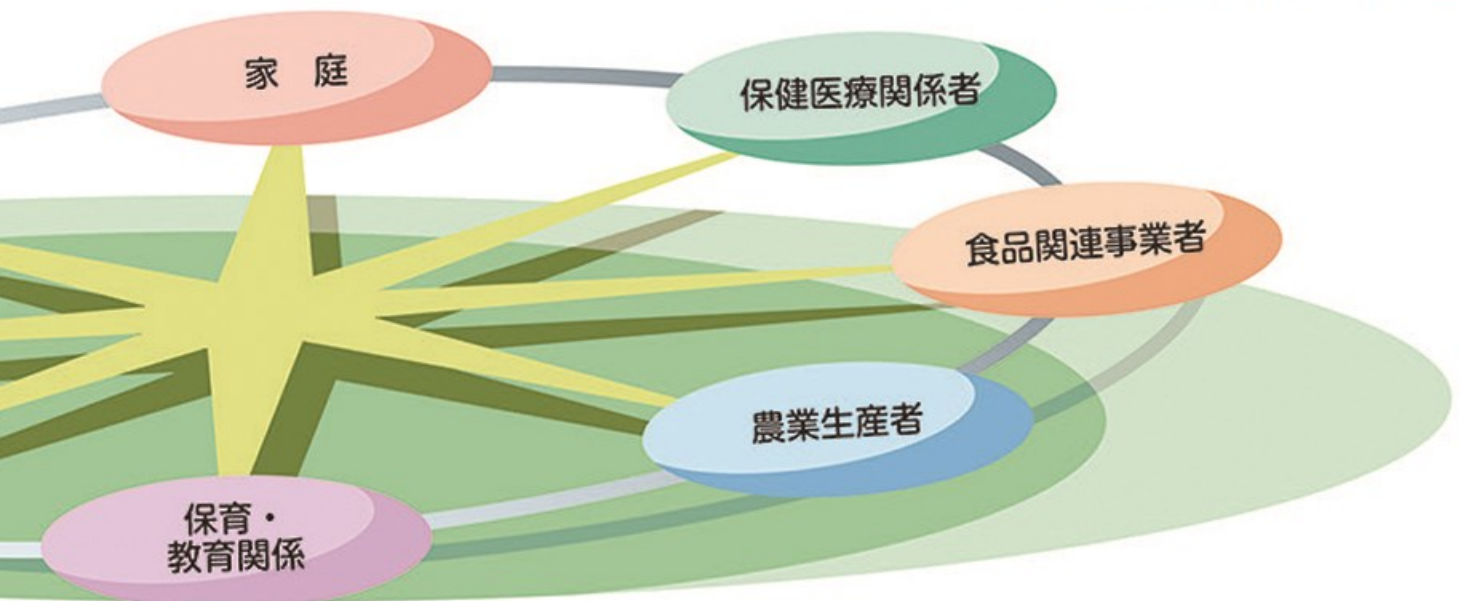 家　庭
保健医療関係者
食品関連事業者
農業生産者
保育・
教育関係